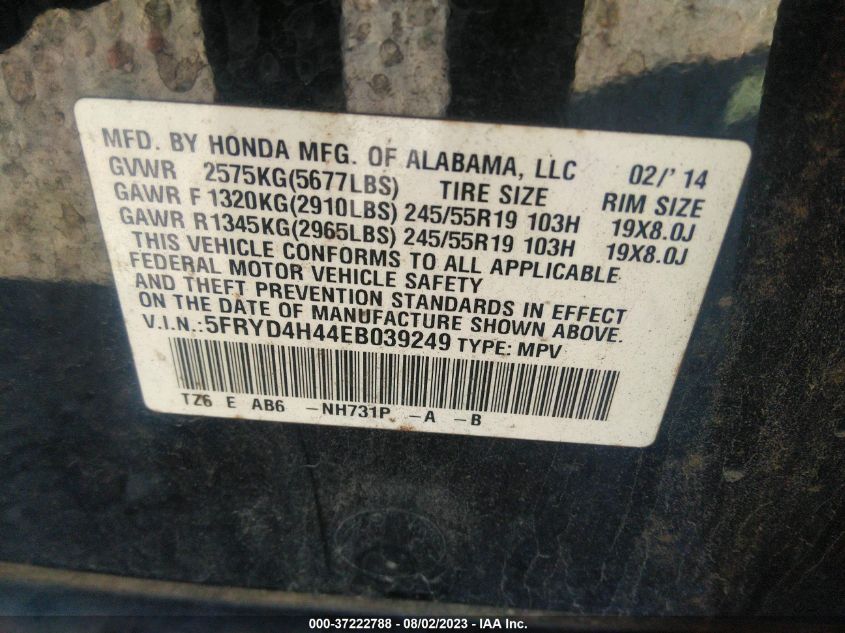 MFD. BY HONDA MFG. OF ALABAMA, LLC 02/'14
GVWR 2575KG(5677LBS) TIRE SIZE RIM SIZE
GAWR F 1320KG(2910LBS) 245/55R19 103H 19X8.0J
GAWR R1345KG(2965LBS) 245/55R19 103H 19X8.0J
THIS VEHICLE CONFORMS TO ALL APPLICABLE
FEDERAL MOTOR VEHICLE SAFETY
AND THEFT PREVENTION STANDARDS IN EFFECT
ON THE DATE OF MANUFACTURE SHOWN ABOVE.
V.I.N.:5FRYD4H44EB039249 TYPE: MPV
TZ6 E AB6 -NH731P -A -B
000-37222788 - 08/02/2023 - IAA Inc.